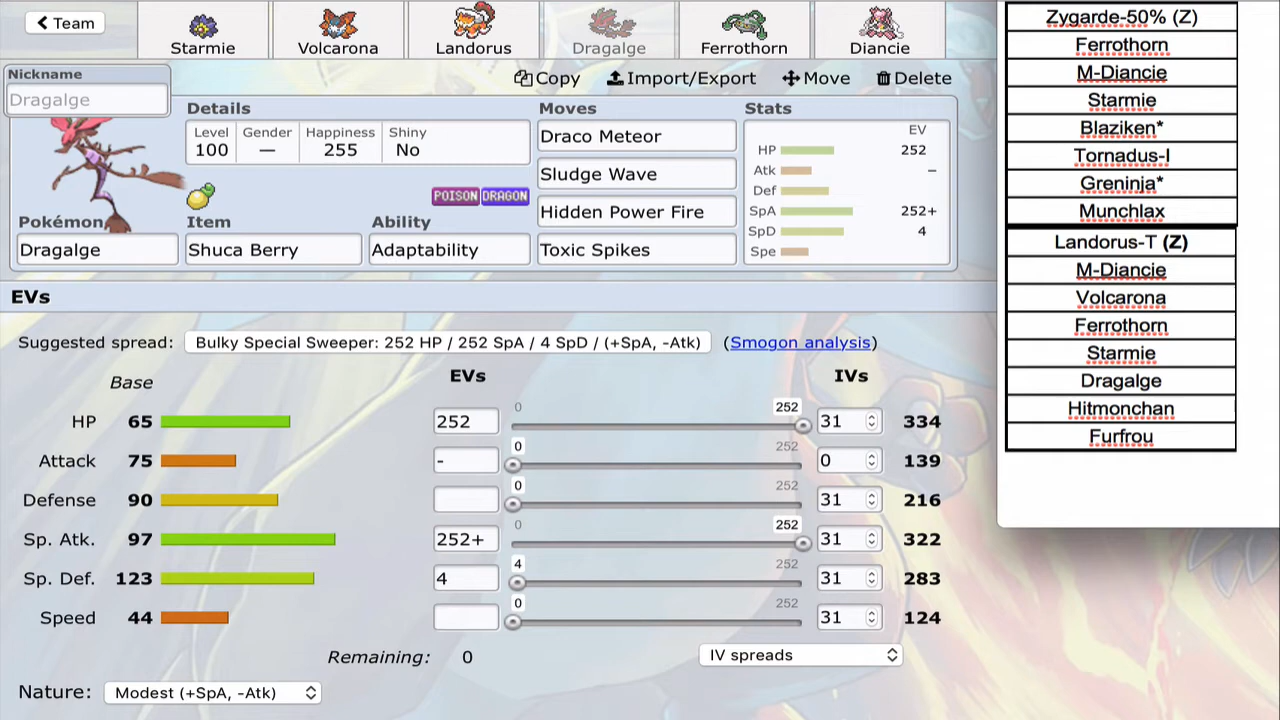 Team
Starmie
Volcarona
Landorus
Dragalge
Ferrothorn
Diancie
Copy
Import/Export
Move
Delete
Nickname
Dragalge
Details
Level
100
Gender
—
Happiness
255
Shiny
No
POISON DRAGON
Pokémon
Dragalge
Item
Shuca Berry
Ability
Adaptability
Moves
Draco Meteor
Sludge Wave
Hidden Power Fire
Toxic Spikes
Stats
EV
HP 252
Atk –
Def
SpA 252+
SpD 4
Spe
EVs
Suggested spread: Bulky Special Sweeper: 252 HP / 252 SpA / 4 SpD / (+SpA, -Atk) (Smogon analysis)
Base EVs IVs
HP 65 252 0 252 31 334
Attack 75 - 0 252 0 139
Defense 90 0 252 31 216
Sp. Atk. 97 252+ 0 252 31 322
Sp. Def. 123 4 4 252 31 283
Speed 44 0 252 31 124
Remaining: 0
IV spreads
Nature: Modest (+SpA, -Atk)
Zygarde-50% (Z)
Ferrothorn
M-Diancie
Starmie
Blaziken*
Tornadus-I
Greninja*
Munchlax
Landorus-T (Z)
M-Diancie
Volcarona
Ferrothorn
Starmie
Dragalge
Hitmonchan
Furfrou